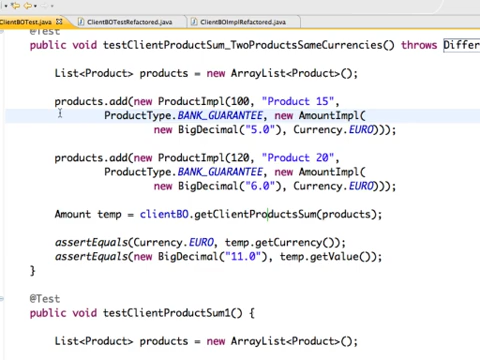 ClientBOTest.java ClientBOTestRefactored.java ClientBOImplRefactored.java
@Test
public void testClientProductSum_TwoProductsSameCurrencies() throws Differ
List<Product> products = new ArrayList<Product>();
products.add(new ProductImpl(100, "Product 15",
ProductType.BANK_GUARANTEE, new AmountImpl(
new BigDecimal("5.0"), Currency.EURO)));
products.add(new ProductImpl(120, "Product 20",
ProductType.BANK_GUARANTEE, new AmountImpl(
new BigDecimal("6.0"), Currency.EURO)));
Amount temp = clientBO.getClientProductsSum(products);
assertEquals(Currency.EURO, temp.getCurrency());
assertEquals(new BigDecimal("11.0"), temp.getValue());
}
@Test
public void testClientProductSum1() {
List<Product> products = new ArrayList<Product>();